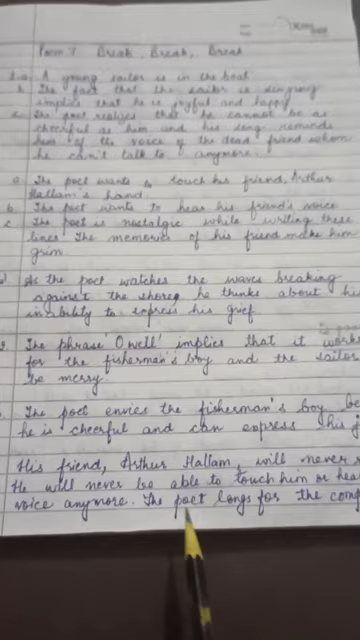 Poem 7 Break, Break, Break
2.a A young sailor is in the boat
b. The fact that the sailor is singing
implies that he is joyful and happy
c. The poet realizes that he cannot be as
cheerful as him and his song reminds
him of the voice of the dead friend whom
he can't talk to anymore.
a The poet wants to touch his friend, Arthur
Hallam's hand
b. The poet wants to hear his friend's voice
c The poet is nostalgic while writing these
lines. The memories of his friend make him
grim
As the poet watches the waves breaking
against the shores he thinks about his
inability to express his grief
The phrase 'O well' implies that it works
for the fisherman's boy and the sailor
to be merry.
The poet envies the fisherman's boy
he is cheerful and can express his
His friend, Arthur Hallam, will never
He will never be able to touch him or hear
voice anymore. The poet longs for the